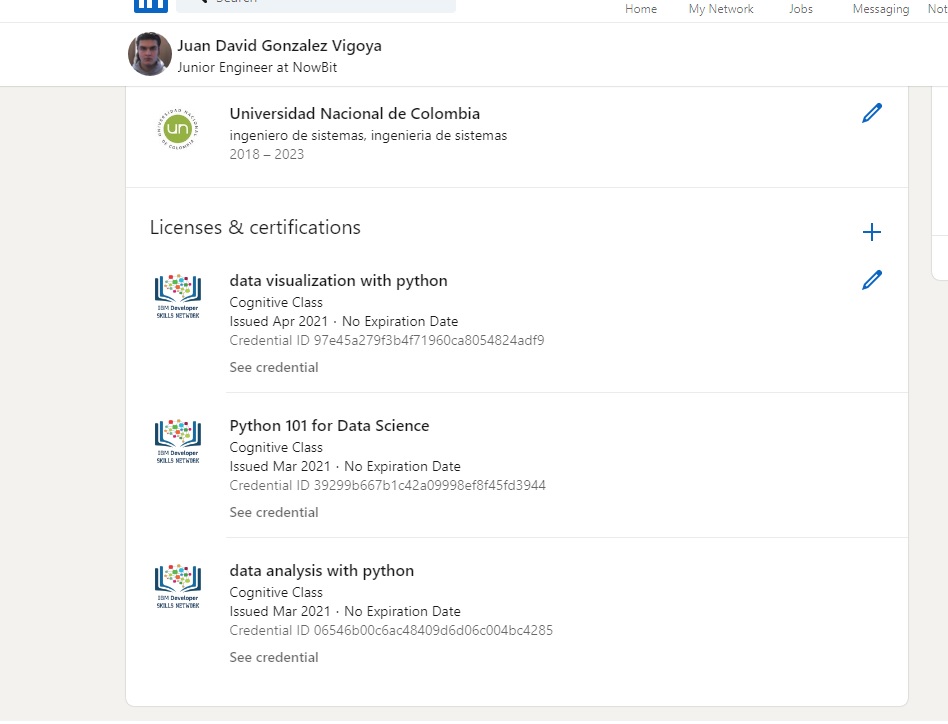 Search
Home
My Network
Jobs
Messaging
Not
Juan David Gonzalez Vigoya
Junior Engineer at NowBit
UNIVERSIDAD NACIONAL
un
DE COLOMBIA
Universidad Nacional de Colombia
ingeniero de sistemas, ingenieria de sistemas
2018 – 2023
Licenses & certifications
IBM Developer
SKILLS NETWORK
data visualization with python
Cognitive Class
Issued Apr 2021 · No Expiration Date
Credential ID 97e45a279f3b4f71960ca8054824adf9
See credential
IBM Developer
SKILLS NETWORK
Python 101 for Data Science
Cognitive Class
Issued Mar 2021 · No Expiration Date
Credential ID 39299b667b1c42a09998ef8f45fd3944
See credential
IBM Developer
SKILLS NETWORK
data analysis with python
Cognitive Class
Issued Mar 2021 · No Expiration Date
Credential ID 06546b00c6ac48409d6d06c004bc4285
See credential